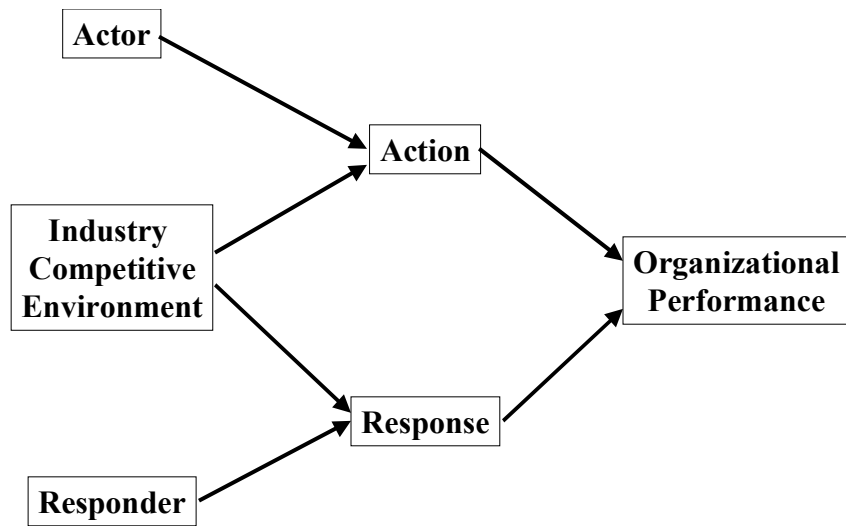 Actor
Action
Industry
Competitive
Environment
Organizational
Performance
Response
Responder